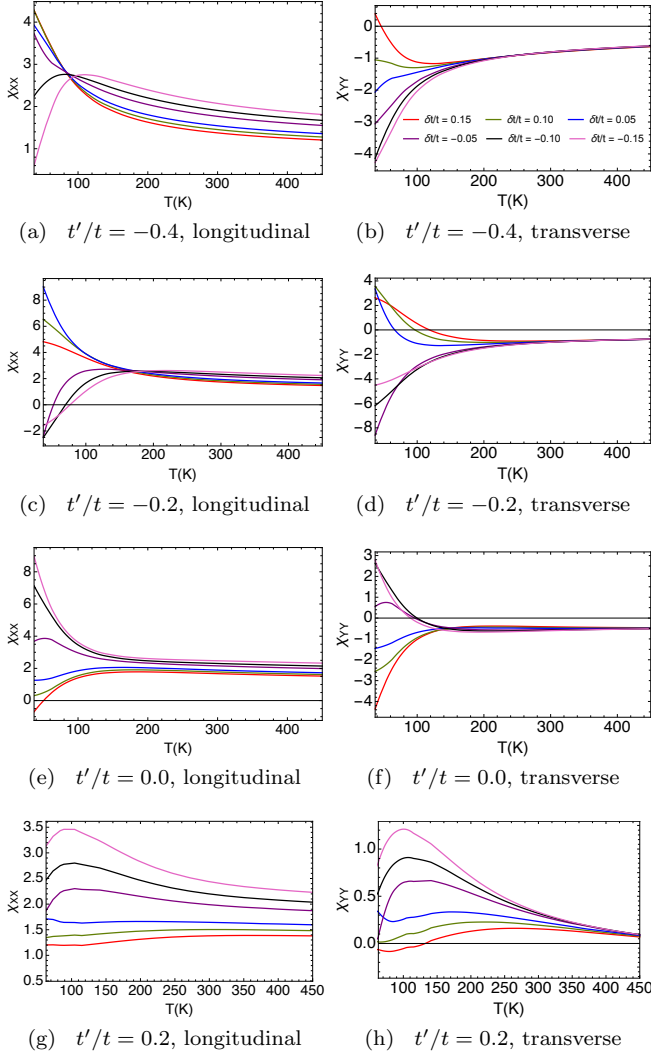 4
3
2
1
χXX
100
200
300
400
T(K)
(a) t′/t = −0.4, longitudinal
0
-1
-2
-3
-4
χYY
δt/t = 0.15
δt/t = 0.10
δt/t = 0.05
δt/t = -0.05
δt/t = -0.10
δt/t = -0.15
100
200
300
400
T(K)
(b) t′/t = −0.4, transverse
8
6
4
2
0
-2
χXX
100
200
300
400
T(K)
(c) t′/t = −0.2, longitudinal
4
2
0
-2
-4
-6
-8
χYY
100
200
300
400
T(K)
(d) t′/t = −0.2, transverse
8
6
4
2
0
χXX
100
200
300
400
T(K)
(e) t′/t = 0.0, longitudinal
3
2
1
0
-1
-2
-3
-4
χYY
100
200
300
400
T(K)
(f) t′/t = 0.0, transverse
3.5
3.0
2.5
2.0
1.5
1.0
0.5
χXX
100 150 200 250 300 350 400 450
T(K)
(g) t′/t = 0.2, longitudinal
1.0
0.5
0.0
χYY
100 150 200 250 300 350 400 450
T(K)
(h) t′/t = 0.2, transverse